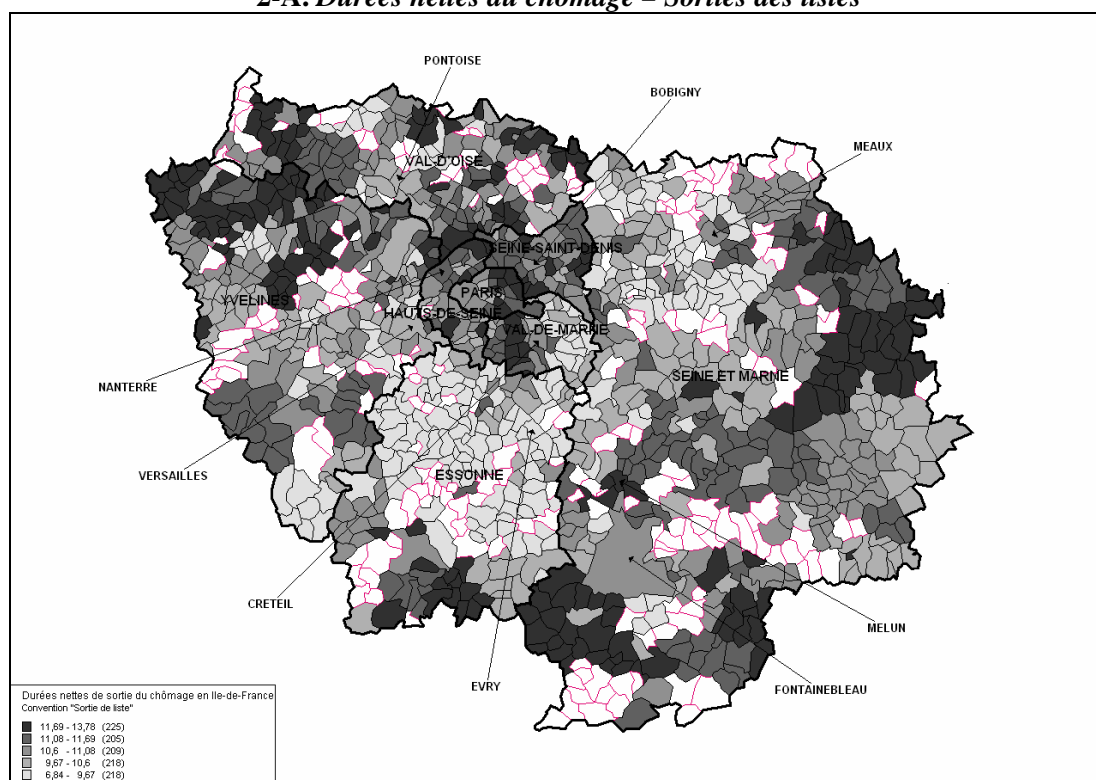 2-A. Durées nettes du chômage – Sorties des listes
PONTOISE
BOBIGNY
MEAUX
VAL-D'OISE
SEINE-SAINT-DENIS
PARIS
YVELINES
HAUTS-DE-SEINE
VAL-DE-MARNE
SEINE ET MARNE
NANTERRE
VERSAILLES
ESSONNE
CRETEIL
MELUN
EVRY
FONTAINEBLEAU
Durées nettes de sortie du chômage en Ile-de-France
Convention "Sortie de liste"
11,69 - 13,78 (225)
11,08 - 11,69 (205)
10,6 - 11,08 (209)
9,67 - 10,6 (218)
6,84 - 9,67 (218)